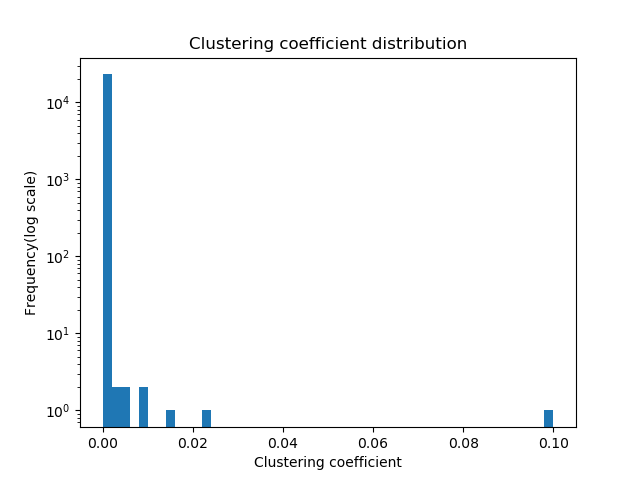 Clustering coefficient distribution
Frequency(log scale)
10⁴
10³
10²
10¹
10⁰
0.00 0.02 0.04 0.06 0.08 0.10
Clustering coefficient